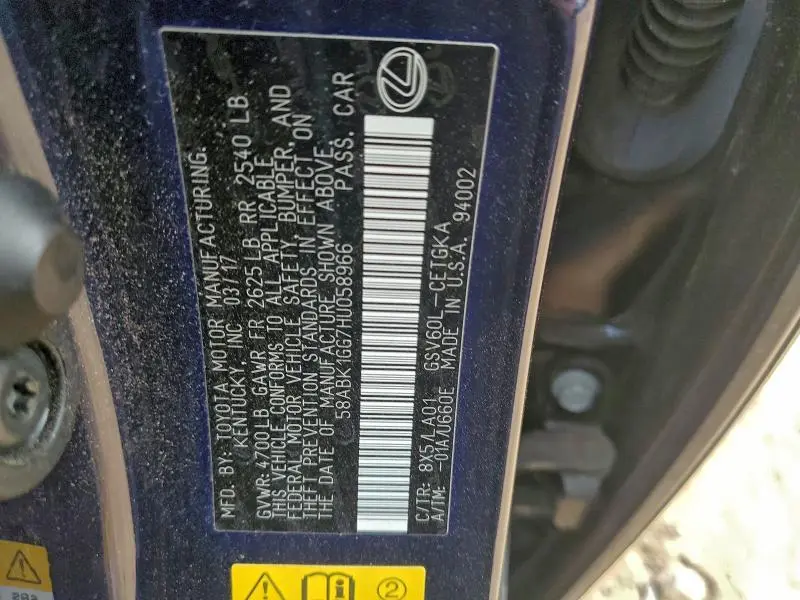 MFD. BY: TOYOTA MOTOR MANUFACTURING.
KENTUCKY INC 03/17
GVWR: 4700LB GAWR FR 2625 LB RR 2540 LB
THIS VEHICLE CONFORMS TO ALL APPLICABLE
FEDERAL MOTOR VEHICLE SAFETY, BUMPER, AND
THEFT PREVENTION STANDARDS IN EFFECT ON
THE DATE OF MANUFACTURE SHOWN ABOVE.
58ABK1GG7HU058966 PASS. CAR
C/TR: 8X5/LA01 GSV60L-CETGKA
A/TM: -01A/U660E MADE IN U.S.A. 94002
2